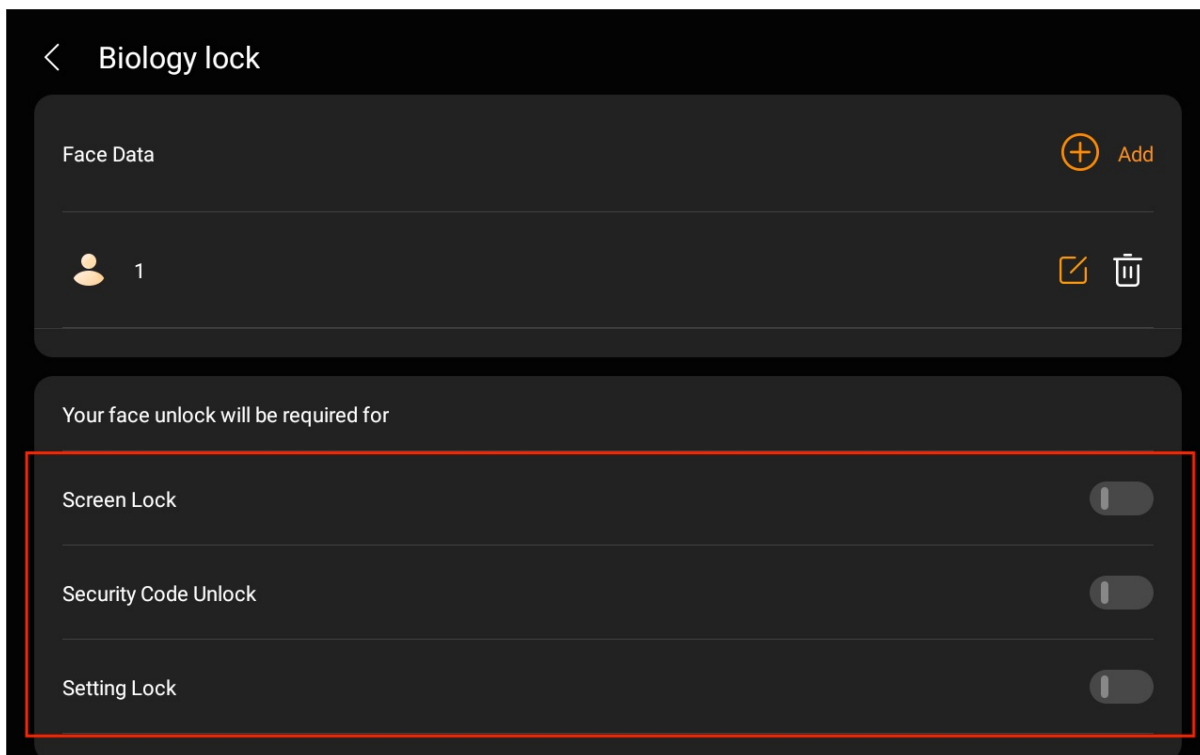 Biology lock
Face Data
Add
1
Your face unlock will be required for
Screen Lock
Security Code Unlock
Setting Lock